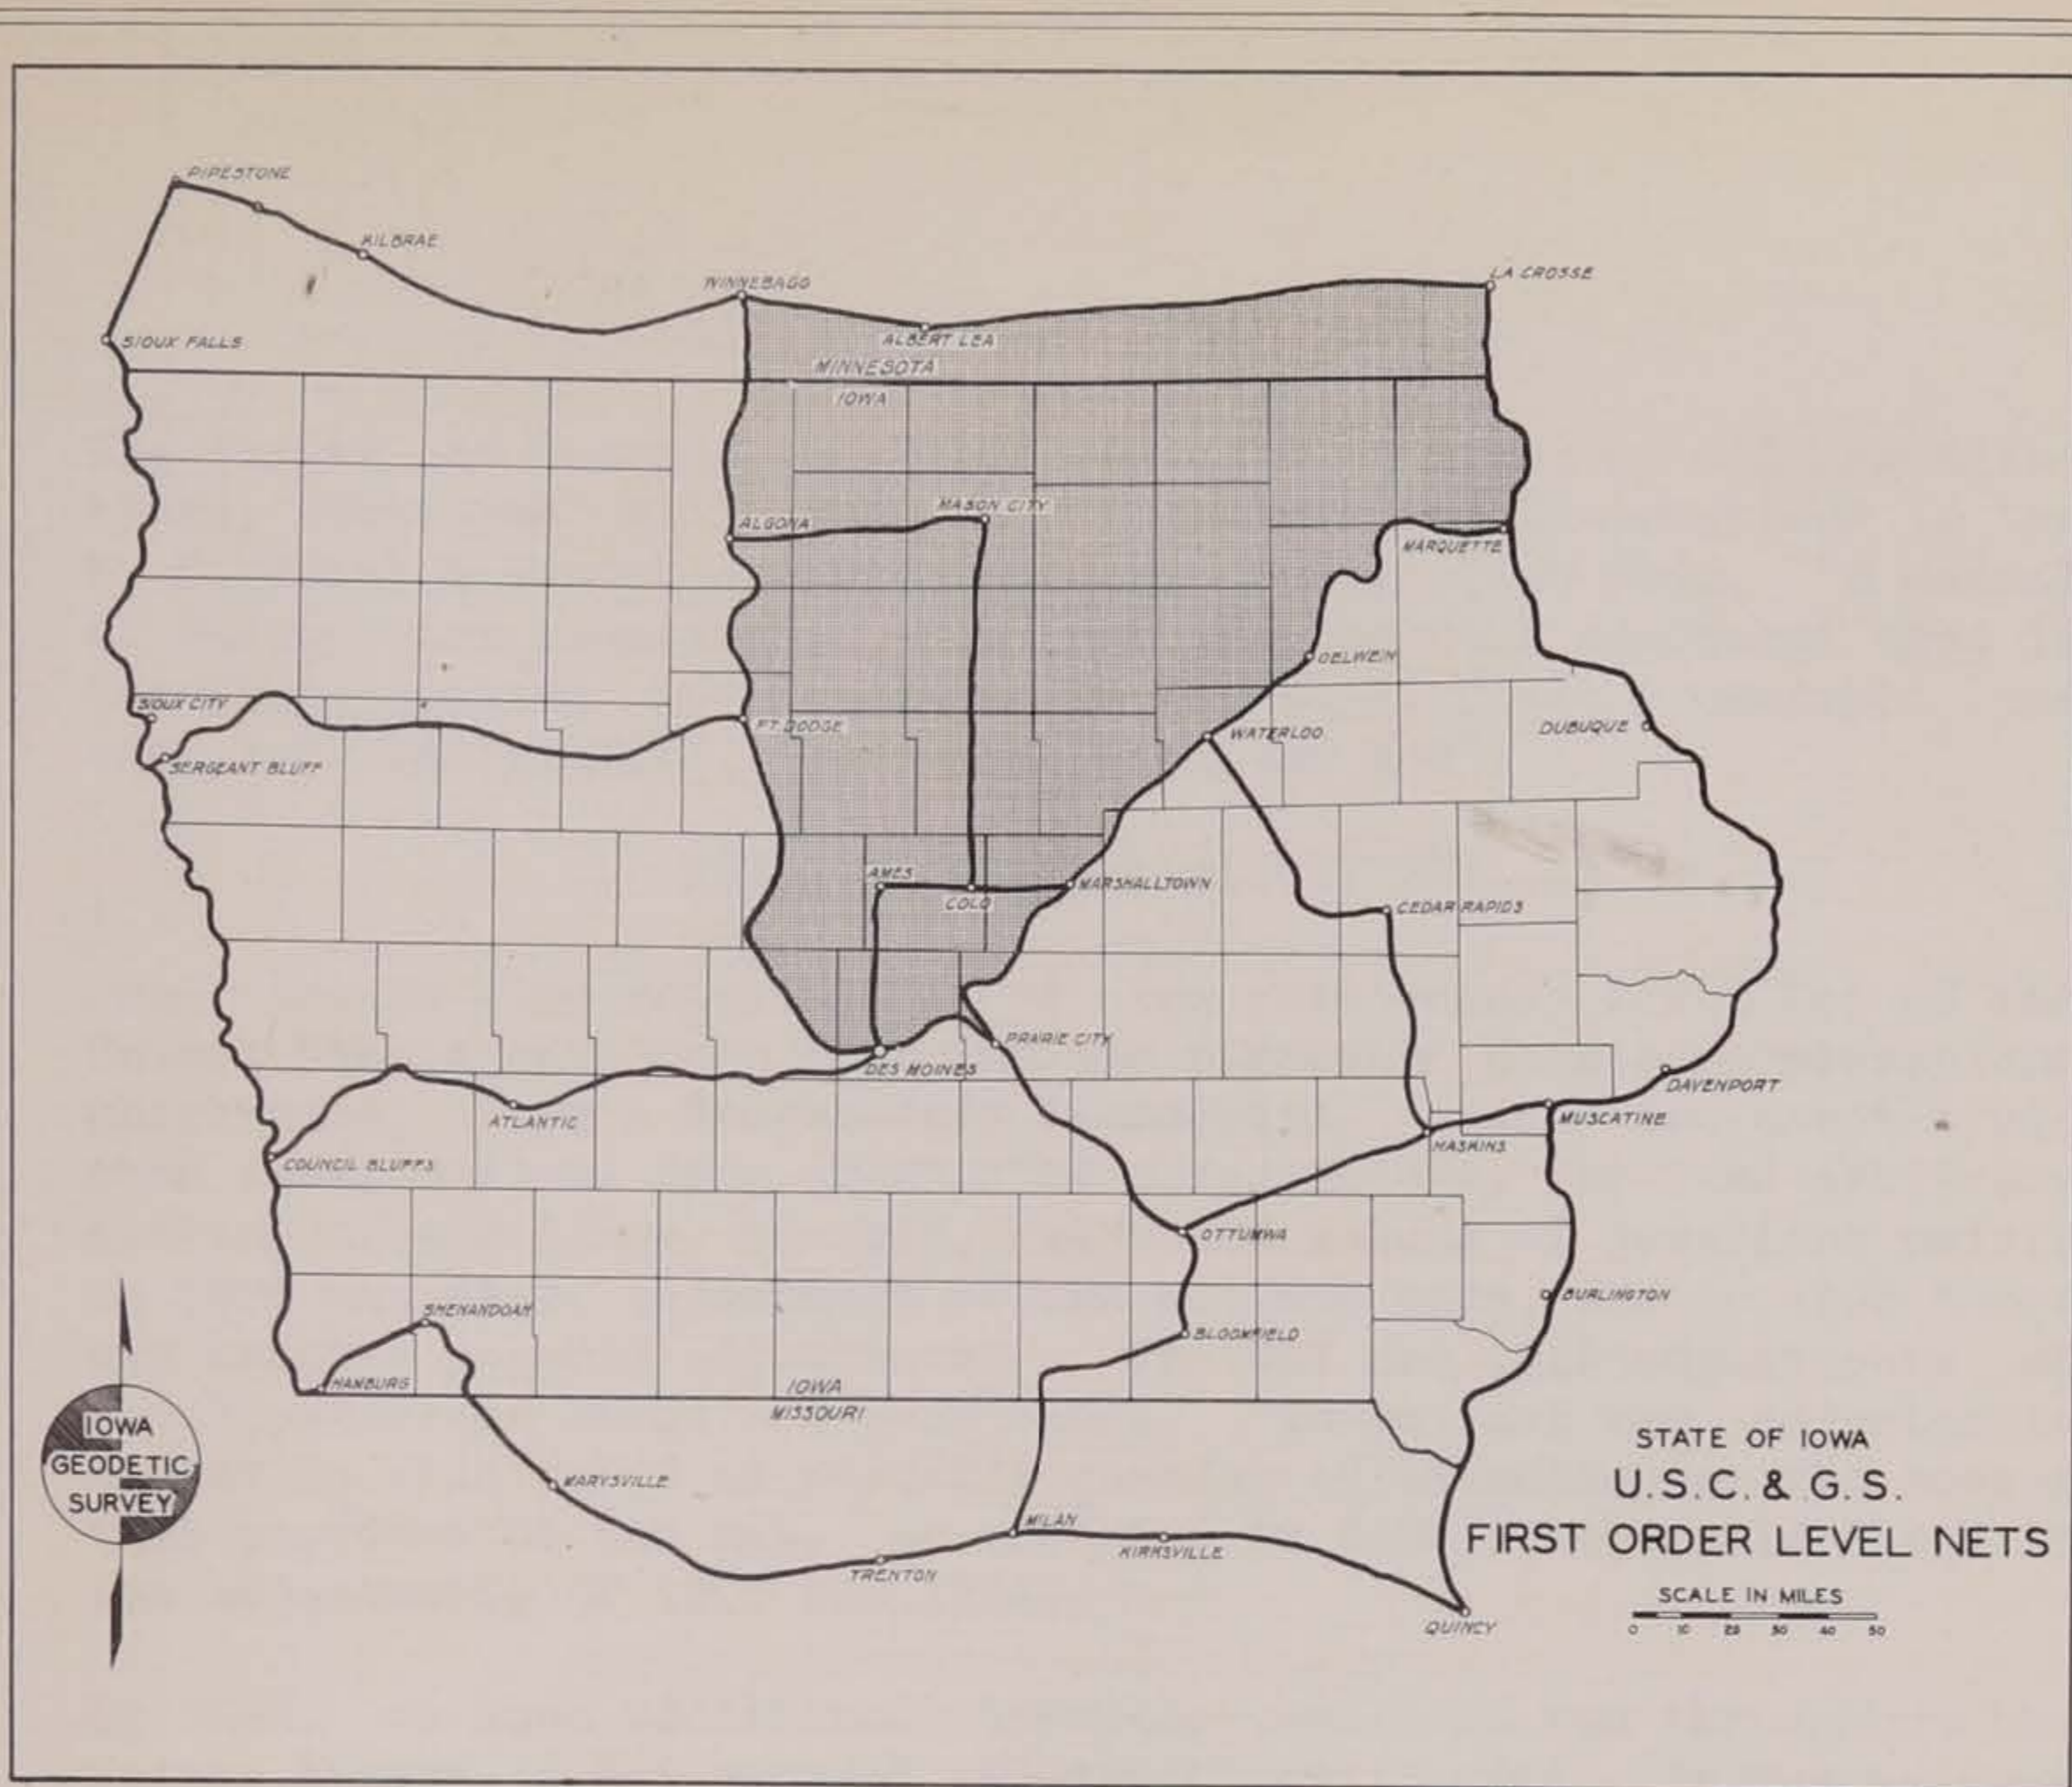 PIPESTONE
KILBRAE
WINNEBAGO
LA CROSSE
SIOUX FALLS
ALBERT LEA
MINNESOTA
IOWA
MASON CITY
ALGONA
MARQUETTE
OELWEIN
SIOUX CITY
FT. DODGE
WATERLOO
DUBUQUE
SERGEANT BLUFF
AMES
MARSHALLTOWN
COLO
CEDAR RAPIDS
PRAIRIE CITY
DES MOINES
DAVENPORT
ATLANTIC
MUSCATINE
HASKINS
COUNCIL BLUFFS
OTTUMWA
SHENANDOAH
BURLINGTON
BLOOMFIELD
HAMBURG
IOWA
MISSOURI
IOWA
GEODETIC
SURVEY
MARYSVILLE
MILAN
KIRKSVILLE
TRENTON
QUINCY
STATE OF IOWA
U.S.C. & G.S.
FIRST ORDER LEVEL NETS
SCALE IN MILES
0 10 20 30 40 50